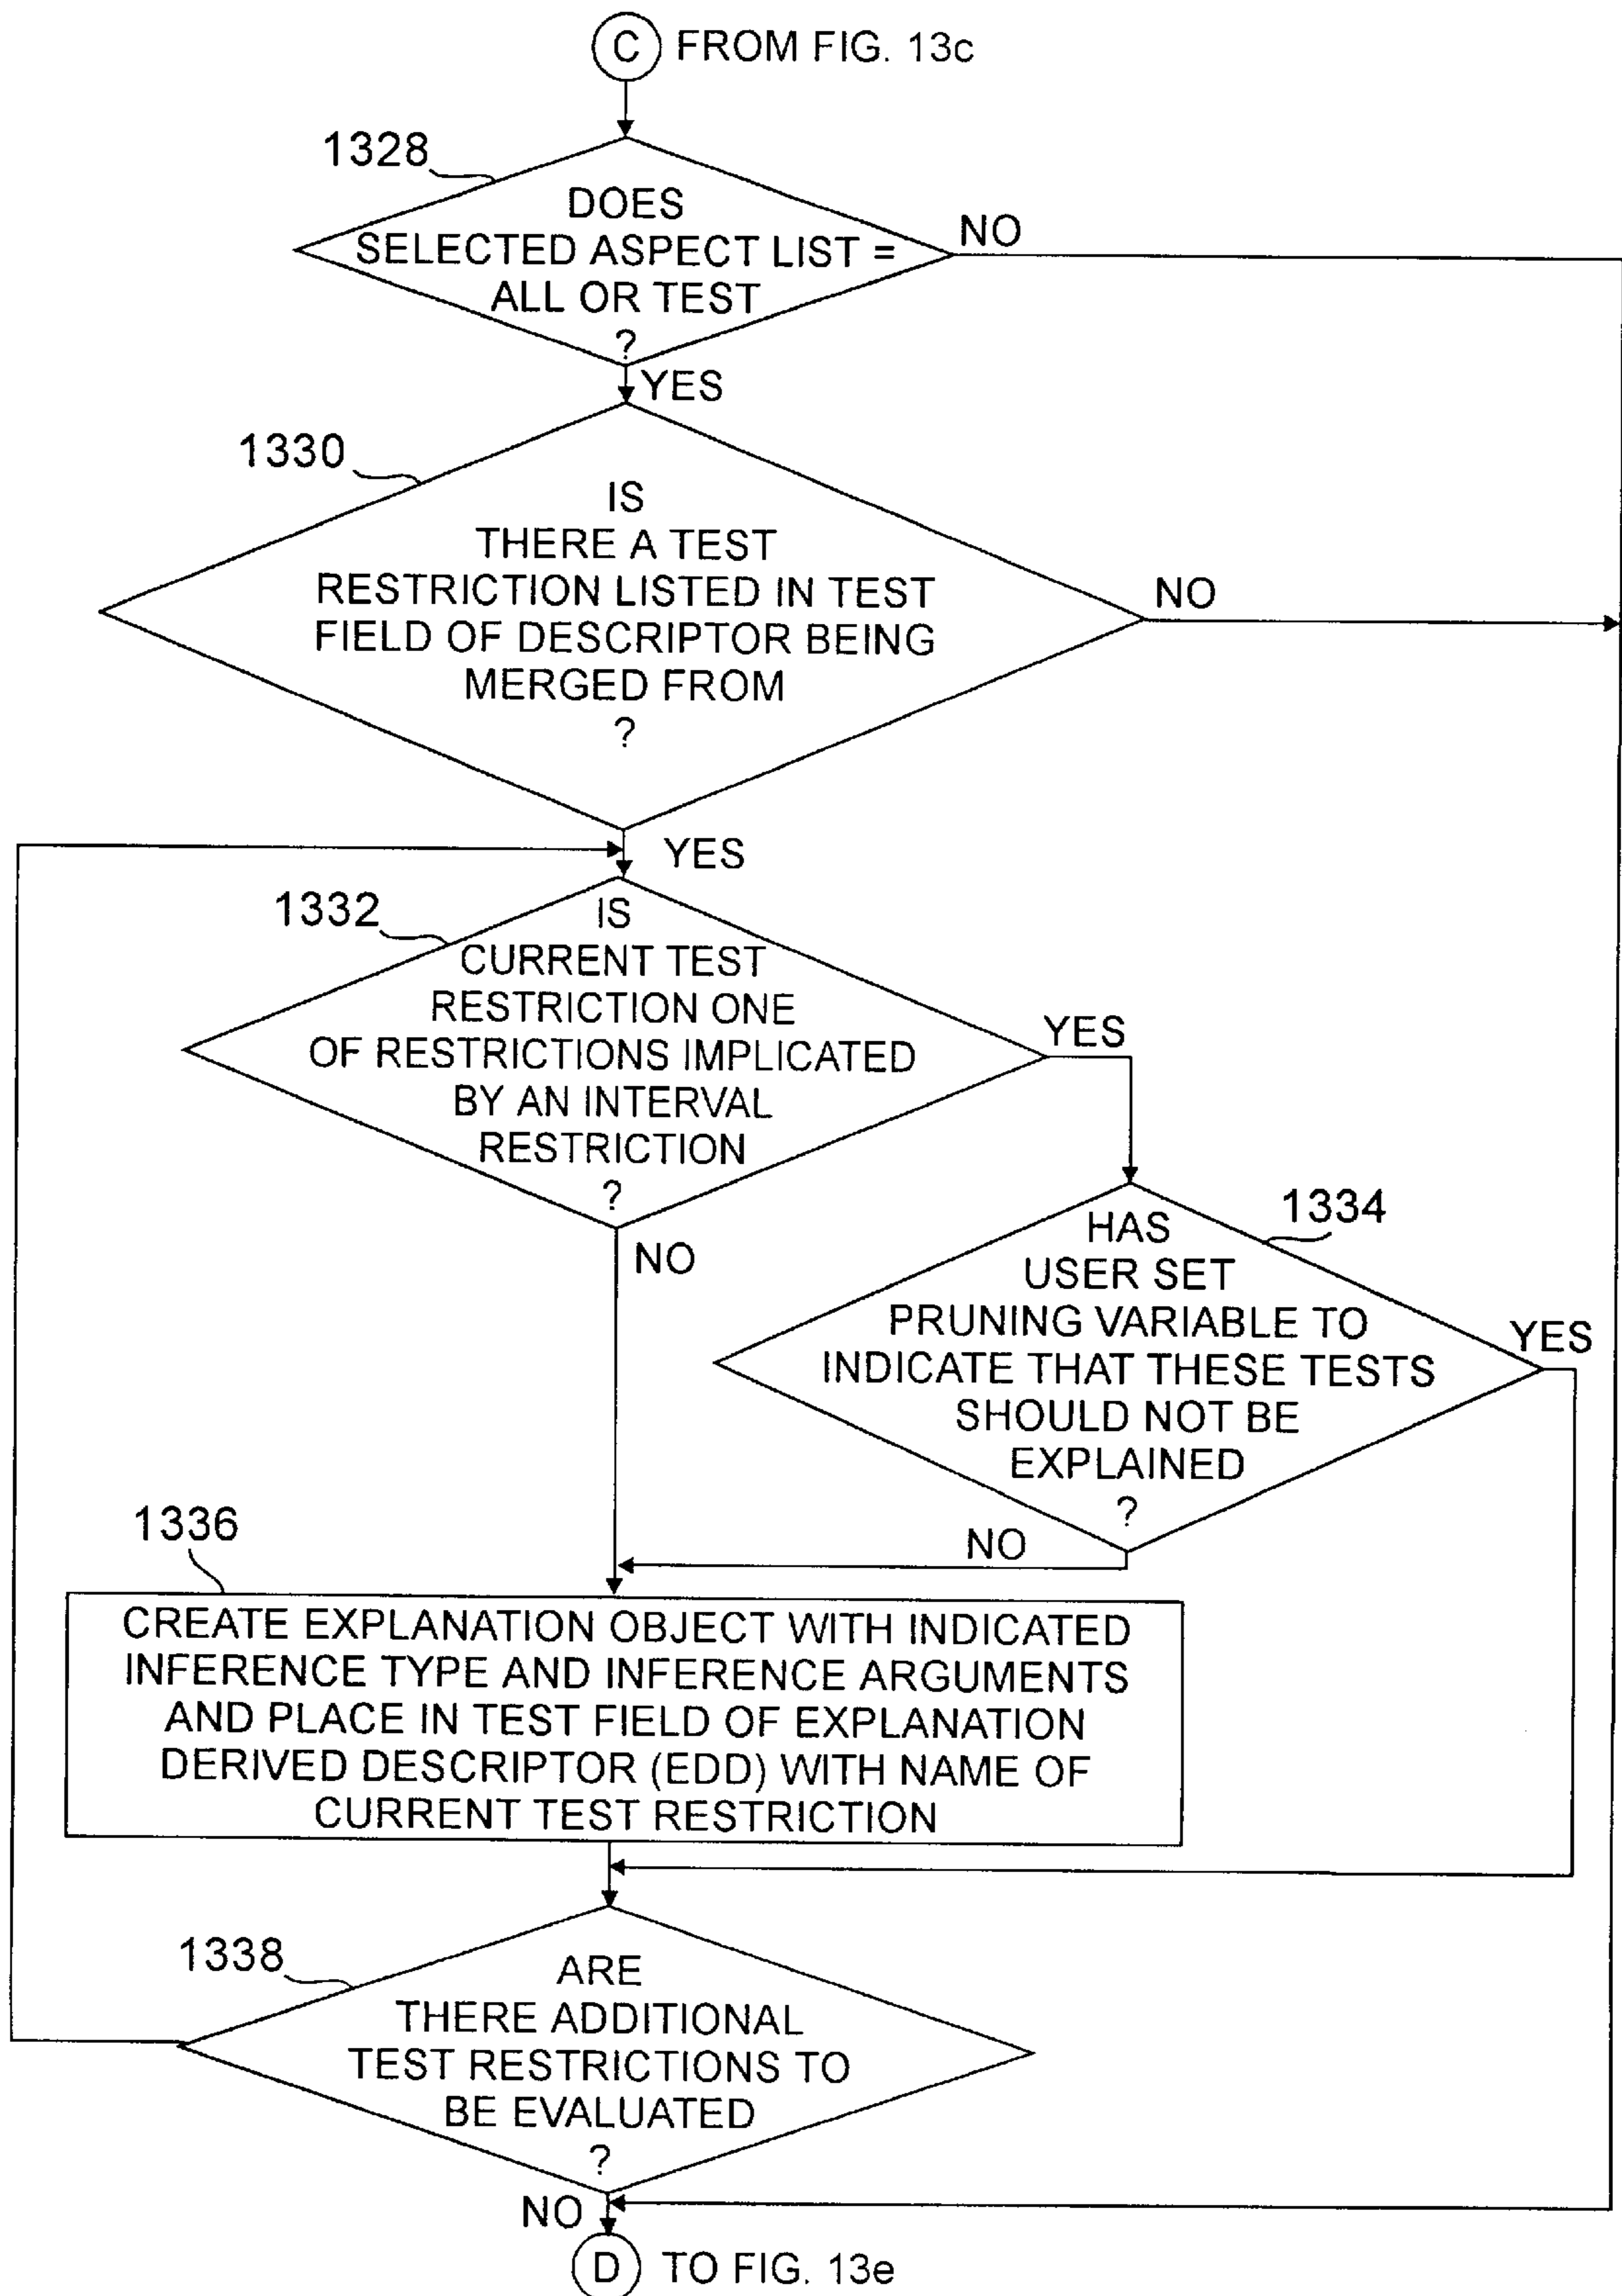 C FROM FIG. 13c
1328
DOES
SELECTED ASPECT LIST =
ALL OR TEST
?
NO
YES
1330
IS
THERE A TEST
RESTRICTION LISTED IN TEST
FIELD OF DESCRIPTOR BEING
MERGED FROM
?
NO
YES
1332
IS
CURRENT TEST
RESTRICTION ONE
OF RESTRICTIONS IMPLICATED
BY AN INTERVAL
RESTRICTION
?
YES
NO
1334
HAS
USER SET
PRUNING VARIABLE TO
INDICATE THAT THESE TESTS
SHOULD NOT BE
EXPLAINED
?
YES
NO
1336
CREATE EXPLANATION OBJECT WITH INDICATED
INFERENCE TYPE AND INFERENCE ARGUMENTS
AND PLACE IN TEST FIELD OF EXPLANATION
DERIVED DESCRIPTOR (EDD) WITH NAME OF
CURRENT TEST RESTRICTION
1338
ARE
THERE ADDITIONAL
TEST RESTRICTIONS TO
BE EVALUATED
?
NO
D TO FIG. 13e